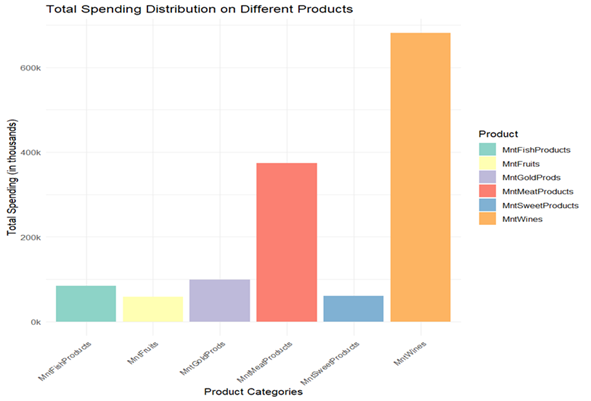 Total Spending Distribution on Different Products
Total Spending (in thousands)
600k
400k
200k
0k
MntFishProducts
MntFruits
MntGoldProds
MntMeatProducts
MntSweetProducts
MntWines
Product Categories
Product
MntFishProducts
MntFruits
MntGoldProds
MntMeatProducts
MntSweetProducts
MntWines